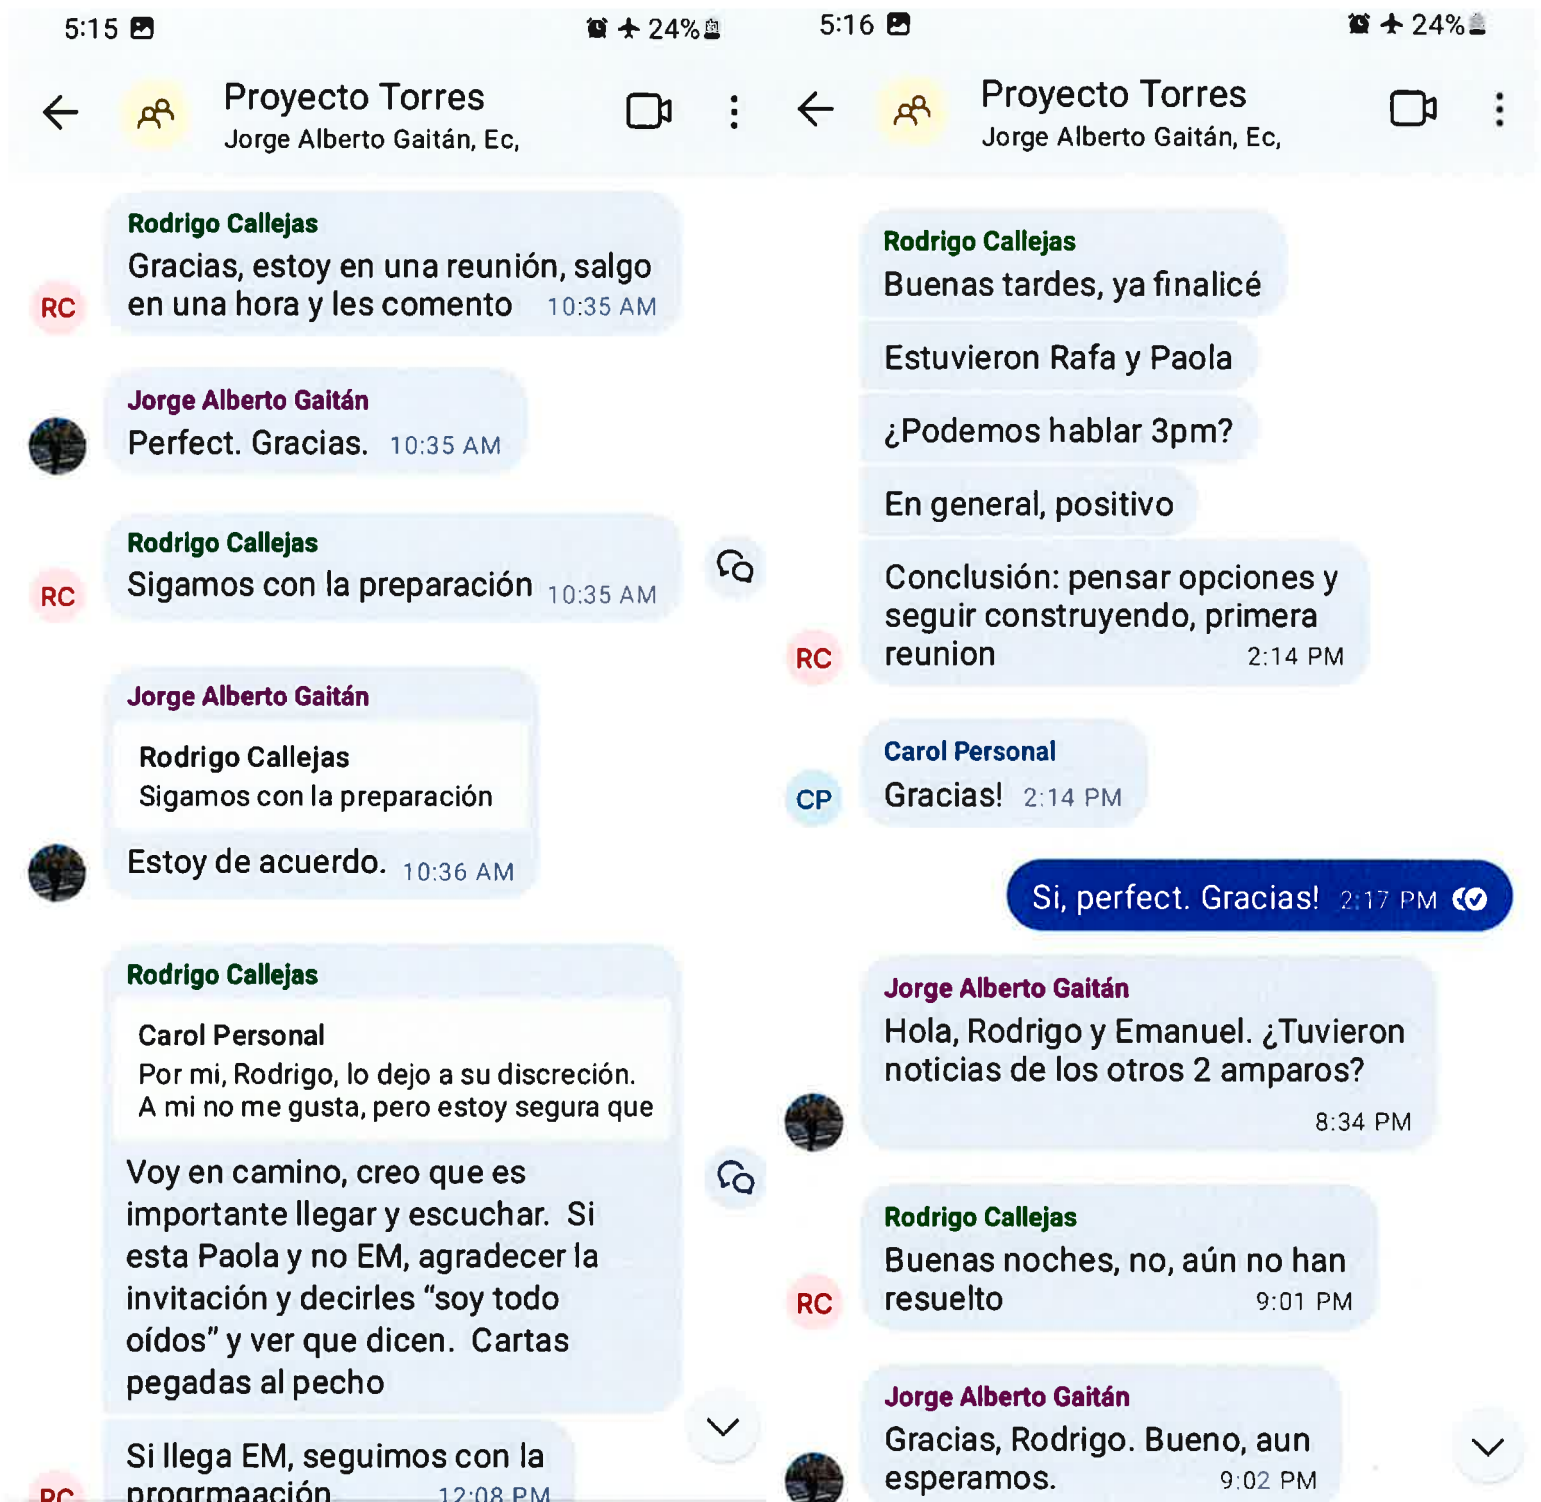 5:15
24%
Proyecto Torres
Jorge Alberto Gaitán, Ec,
Rodrigo Callejas
Gracias, estoy en una reunión, salgo
en una hora y les comento 10:35 AM
RC
Jorge Alberto Gaitán
Perfect. Gracias. 10:35 AM
Rodrigo Callejas
Sigamos con la preparación 10:35 AM
RC
Jorge Alberto Gaitán
Rodrigo Callejas
Sigamos con la preparación
Estoy de acuerdo. 10:36 AM
Rodrigo Callejas
Carol Personal
Por mi, Rodrigo, lo dejo a su discreción.
A mi no me gusta, pero estoy segura que
Voy en camino, creo que es
importante llegar y escuchar. Si
esta Paola y no EM, agradecer la
invitación y decirles “soy todo
oídos” y ver que dicen. Cartas
pegadas al pecho
Si llega EM, seguimos con la
progrmaación 12:08 PM
RC
5:16
24%
Proyecto Torres
Jorge Alberto Gaitán, Ec,
Rodrigo Callejas
Buenas tardes, ya finalicé
Estuvieron Rafa y Paola
¿Podemos hablar 3pm?
En general, positivo
Conclusión: pensar opciones y
seguir construyendo, primera
reunion 2:14 PM
RC
Carol Personal
Gracias! 2:14 PM
CP
Si, perfect. Gracias! 2:17 PM
Jorge Alberto Gaitán
Hola, Rodrigo y Emanuel. ¿Tuvieron
noticias de los otros 2 amparos?
8:34 PM
Rodrigo Callejas
Buenas noches, no, aún no han
resuelto 9:01 PM
RC
Jorge Alberto Gaitán
Gracias, Rodrigo. Bueno, aun
esperamos. 9:02 PM